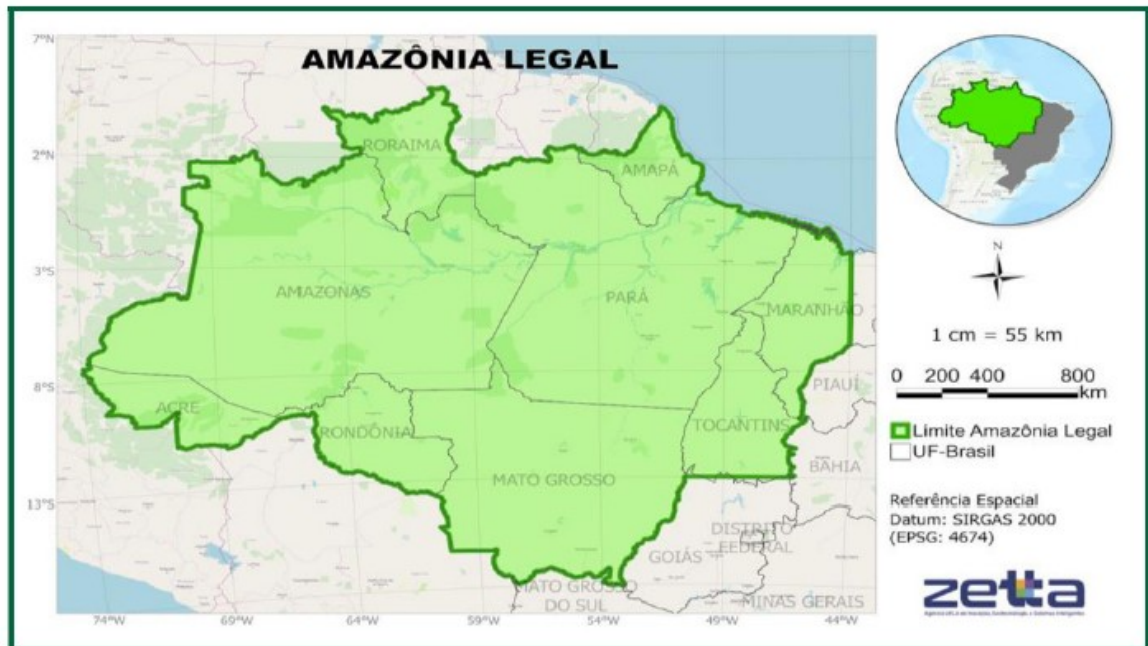 AMAZÔNIA LEGAL
7°N
2°N
3°S
8°S
13°S
74°W
69°W
64°W
59°W
54°W
49°W
44°W
RORAIMA
AMAPÁ
AMAZONAS
PARÁ
MARANHÃO
PIAUÍ
ACRE
RONDÔNIA
TOCANTINS
MATO GROSSO
BAHIA
DISTRITO
FEDERAL
GOIÁS
MATO GROSSO
DO SUL
MINAS GERAIS
N
1 cm = 55 km
0 200 400 800
km
Limite Amazônia Legal
UF-Brasil
Referência Espacial
Datum: SIRGAS 2000
(EPSG: 4674)
zetta